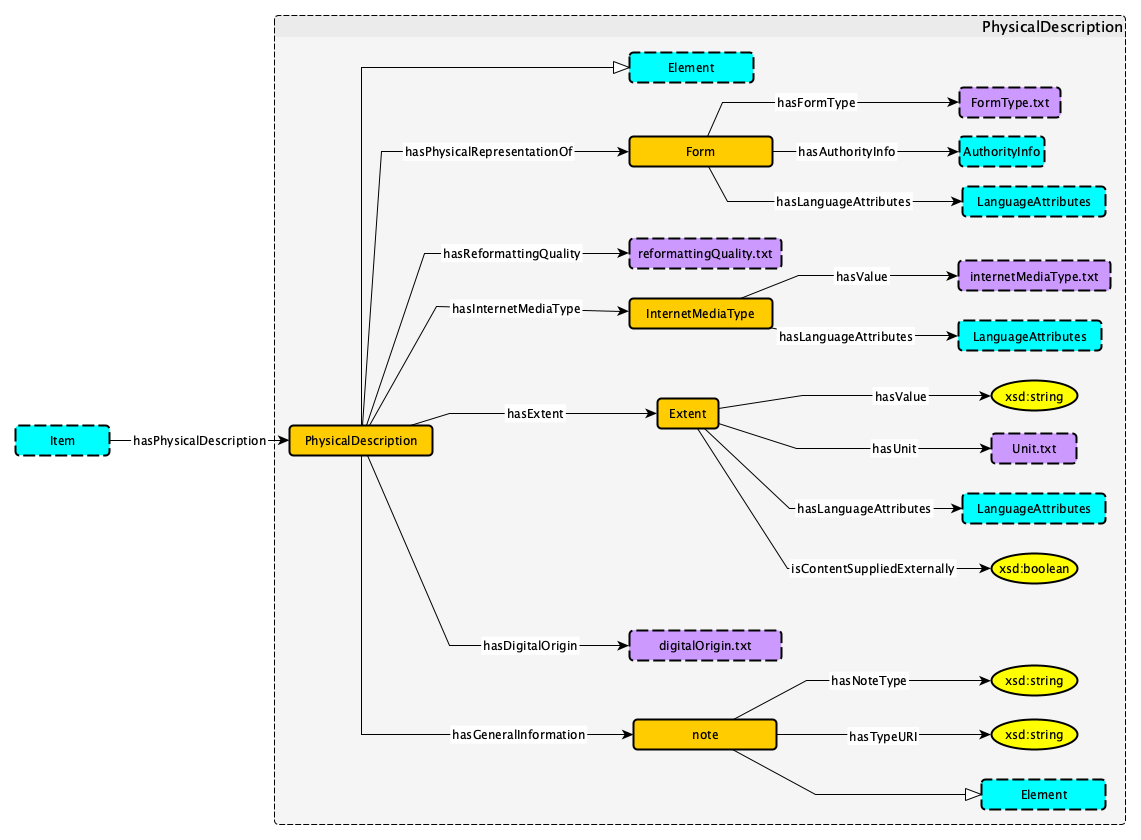 PhysicalDescription
Element
hasFormType
FormType.txt
hasPhysicalRepresentationOf
Form
hasAuthorityInfo
AuthorityInfo
hasLanguageAttributes
LanguageAttributes
hasReformattingQuality
reformattingQuality.txt
hasValue
internetMediaType.txt
hasInternetMediaType
InternetMediaType
hasLanguageAttributes
LanguageAttributes
hasValue
xsd:string
hasExtent
Extent
Item
hasPhysicalDescription
PhysicalDescription
hasUnit
Unit.txt
hasLanguageAttributes
LanguageAttributes
isContentSuppliedExternally
xsd:boolean
hasDigitalOrigin
digitalOrigin.txt
hasNoteType
xsd:string
hasGeneralInformation
note
hasTypeURI
xsd:string
Element